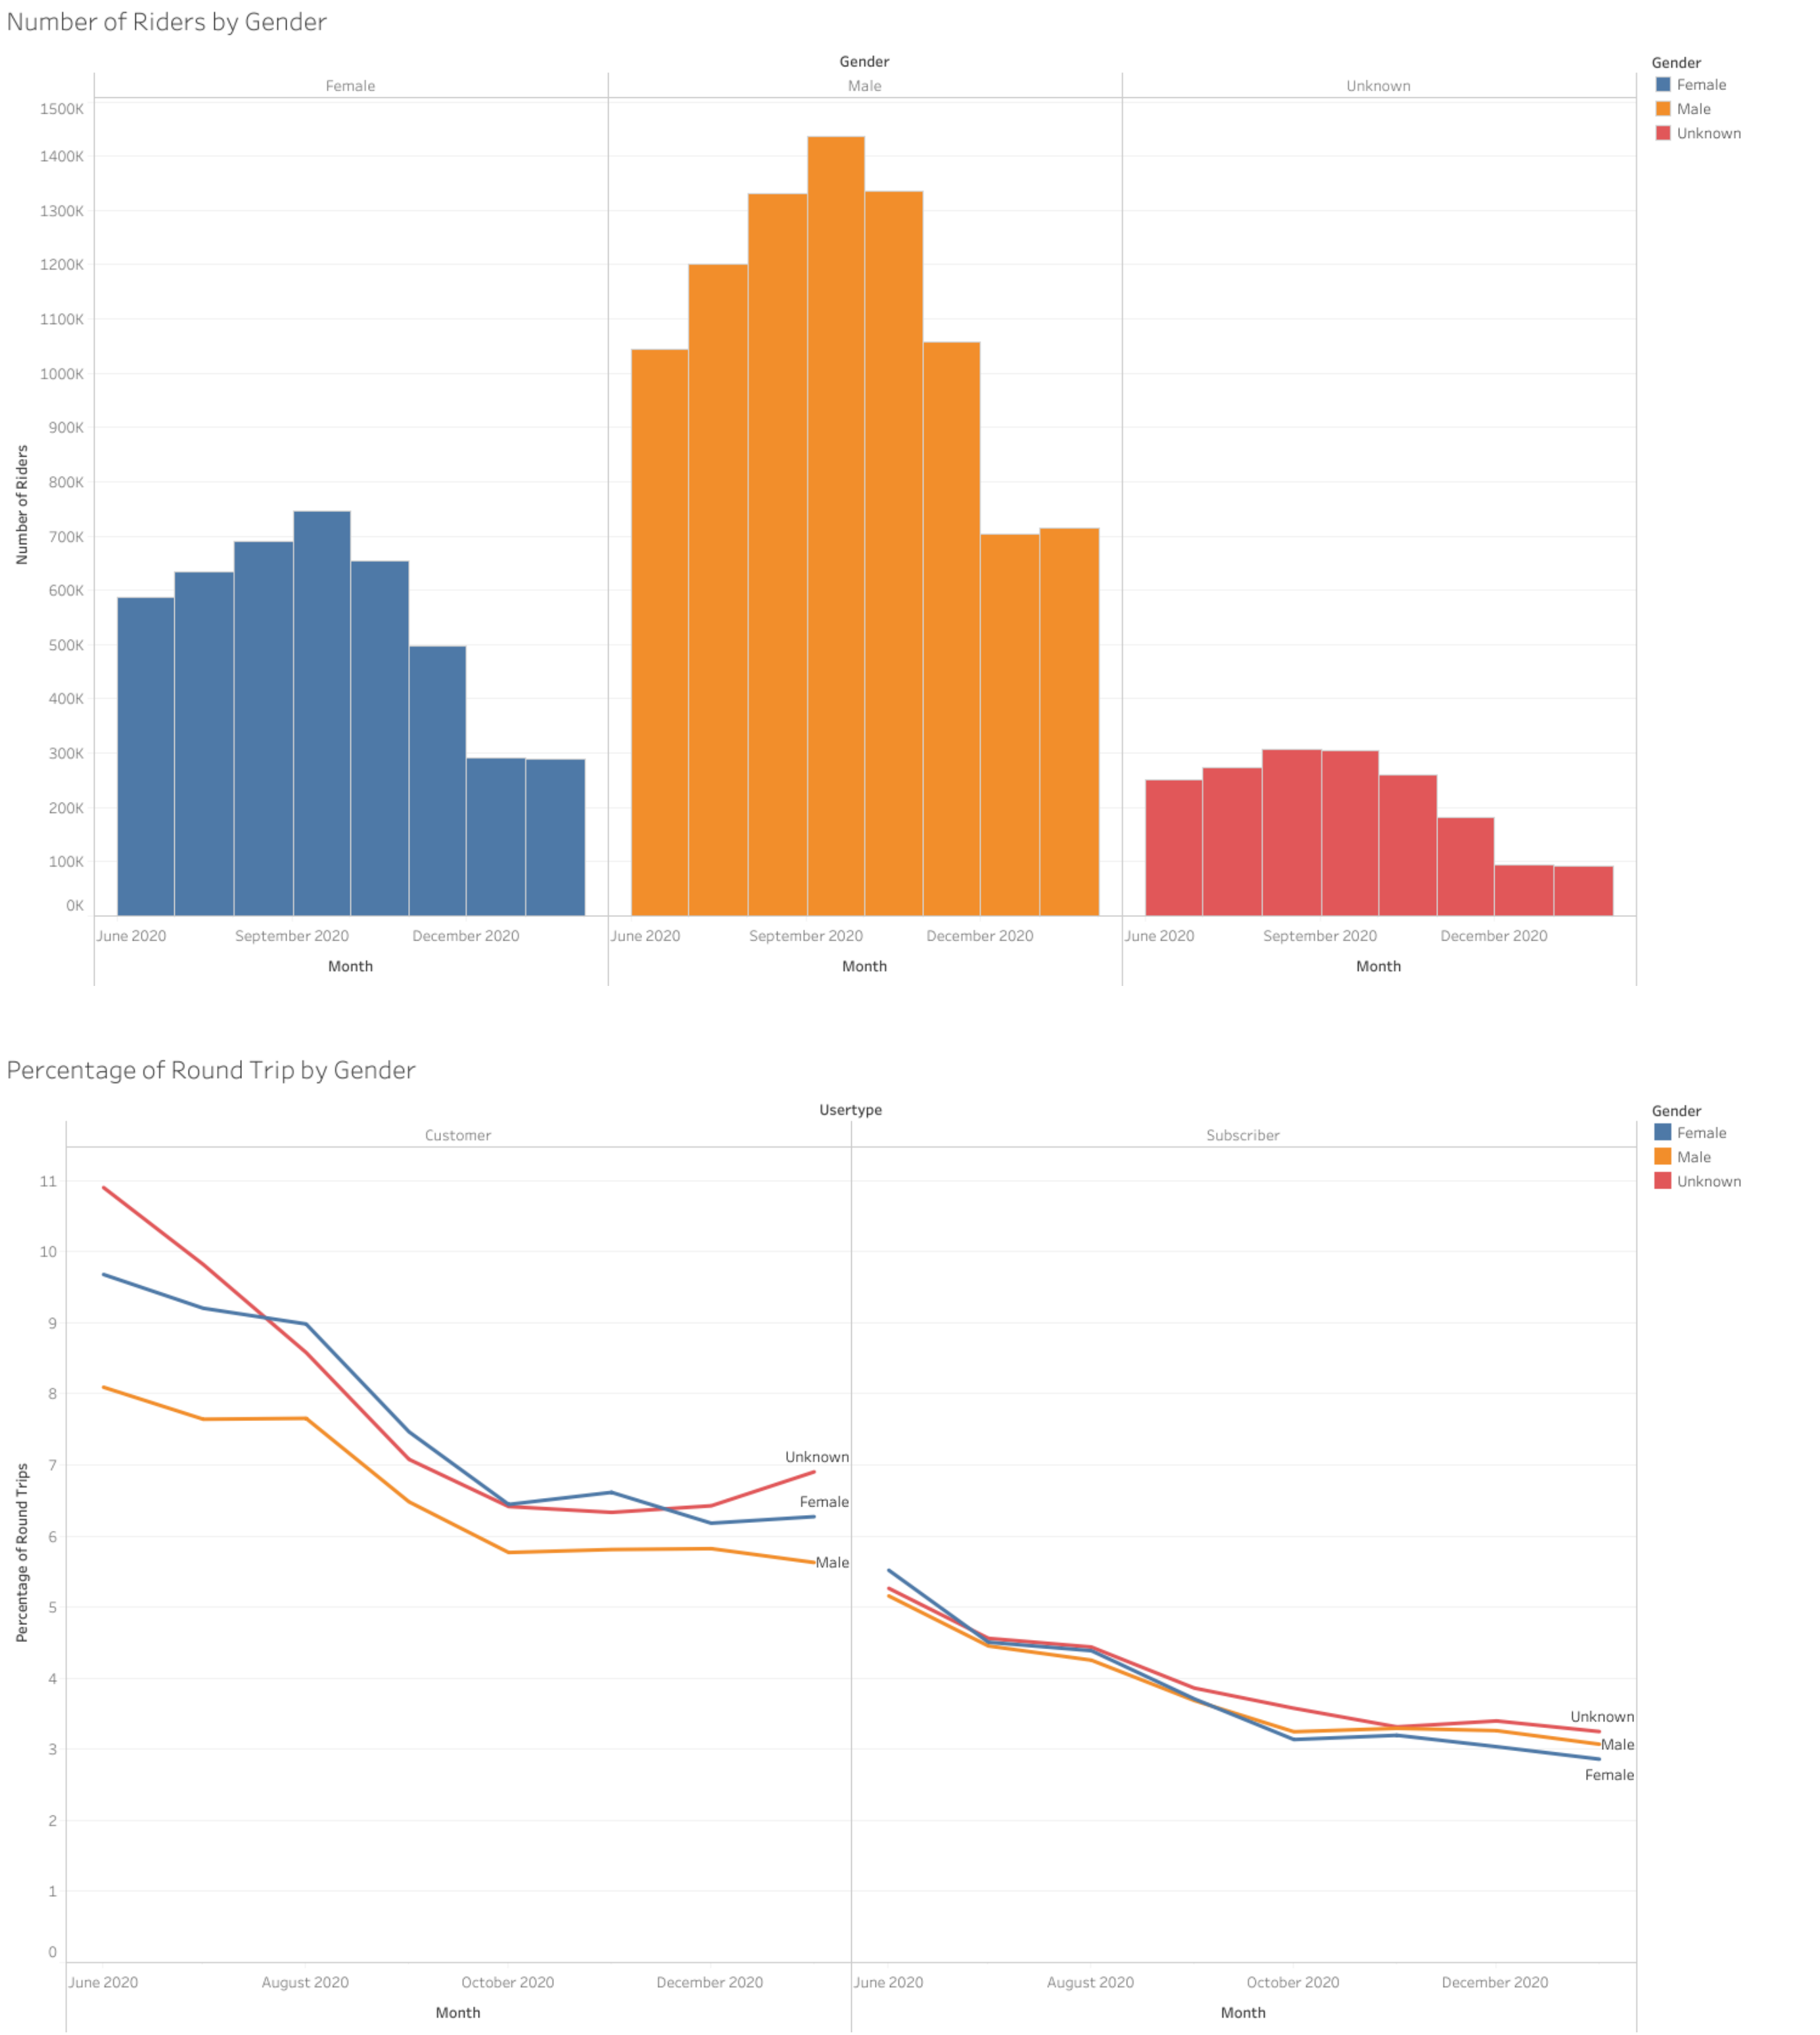 Number of Riders by Gender
Gender
Female Male Unknown
Gender
Female
Male
Unknown
Number of Riders
1500K
1400K
1300K
1200K
1100K
1000K
900K
800K
700K
600K
500K
400K
300K
200K
100K
0K
June 2020 September 2020 December 2020 June 2020 September 2020 December 2020 June 2020 September 2020 December 2020
Month Month Month
Percentage of Round Trip by Gender
Usertype
Customer Subscriber
Gender
Female
Male
Unknown
Percentage of Round Trips
11
10
9
8
7
6
5
4
3
2
1
0
Unknown
Female
Male
Unknown
Male
Female
June 2020 August 2020 October 2020 December 2020 June 2020 August 2020 October 2020 December 2020
Month Month